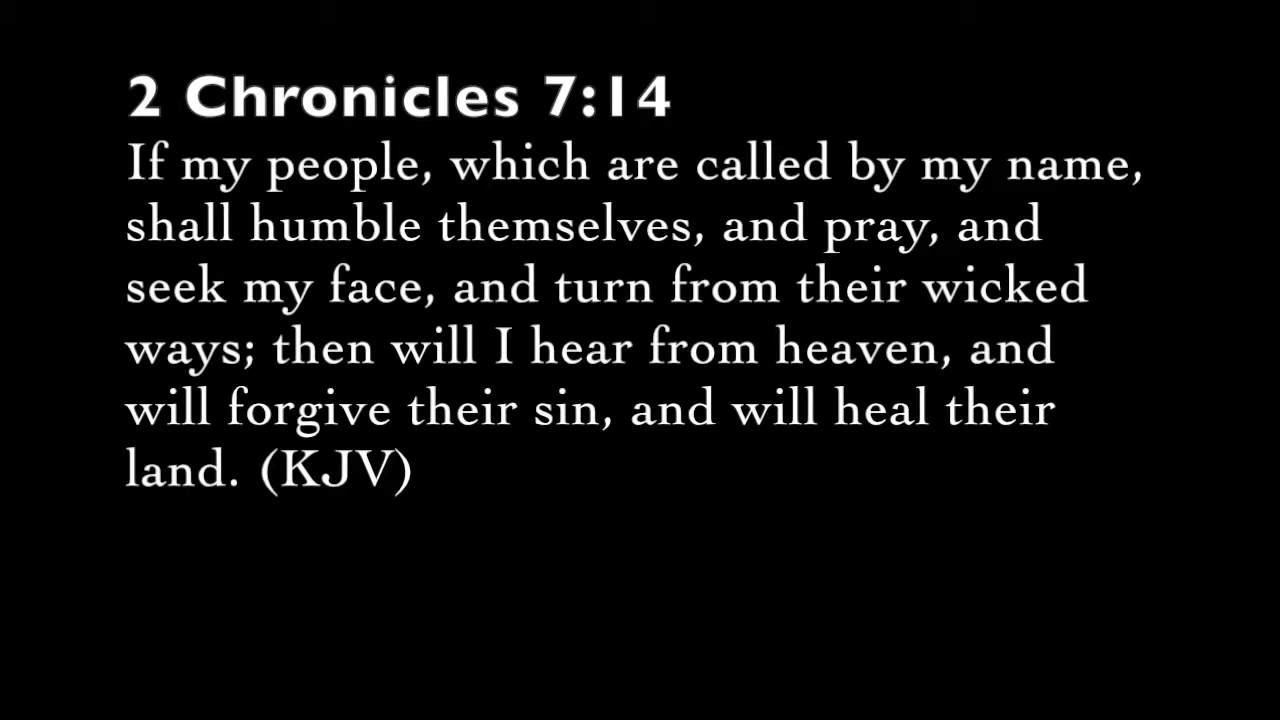 2 Chronicles 7:14
If my people, which are called by my name,
shall humble themselves, and pray, and
seek my face, and turn from their wicked
ways; then will I hear from heaven, and
will forgive their sin, and will heal their
land. (KJV)